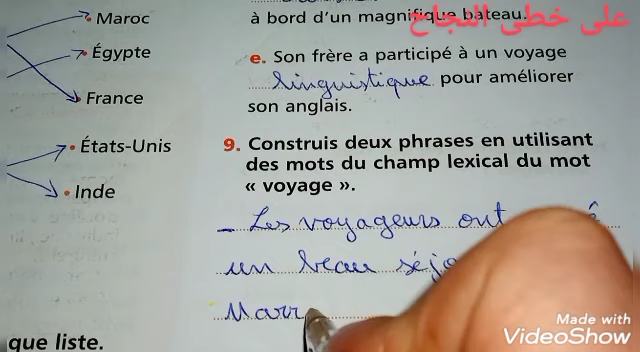 Maroc
Égypte
France
États-Unis
Inde
que liste.
à bord d'un magnifique bateau.
على خطى النجاح
e. Son frère a participé à un voyage
linguistique pour améliorer
son anglais.
9. Construis deux phrases en utilisant
des mots du champ lexical du mot
« voyage ».
_ Les voyageurs ont
un beau
Marr
Made with
VideoShow